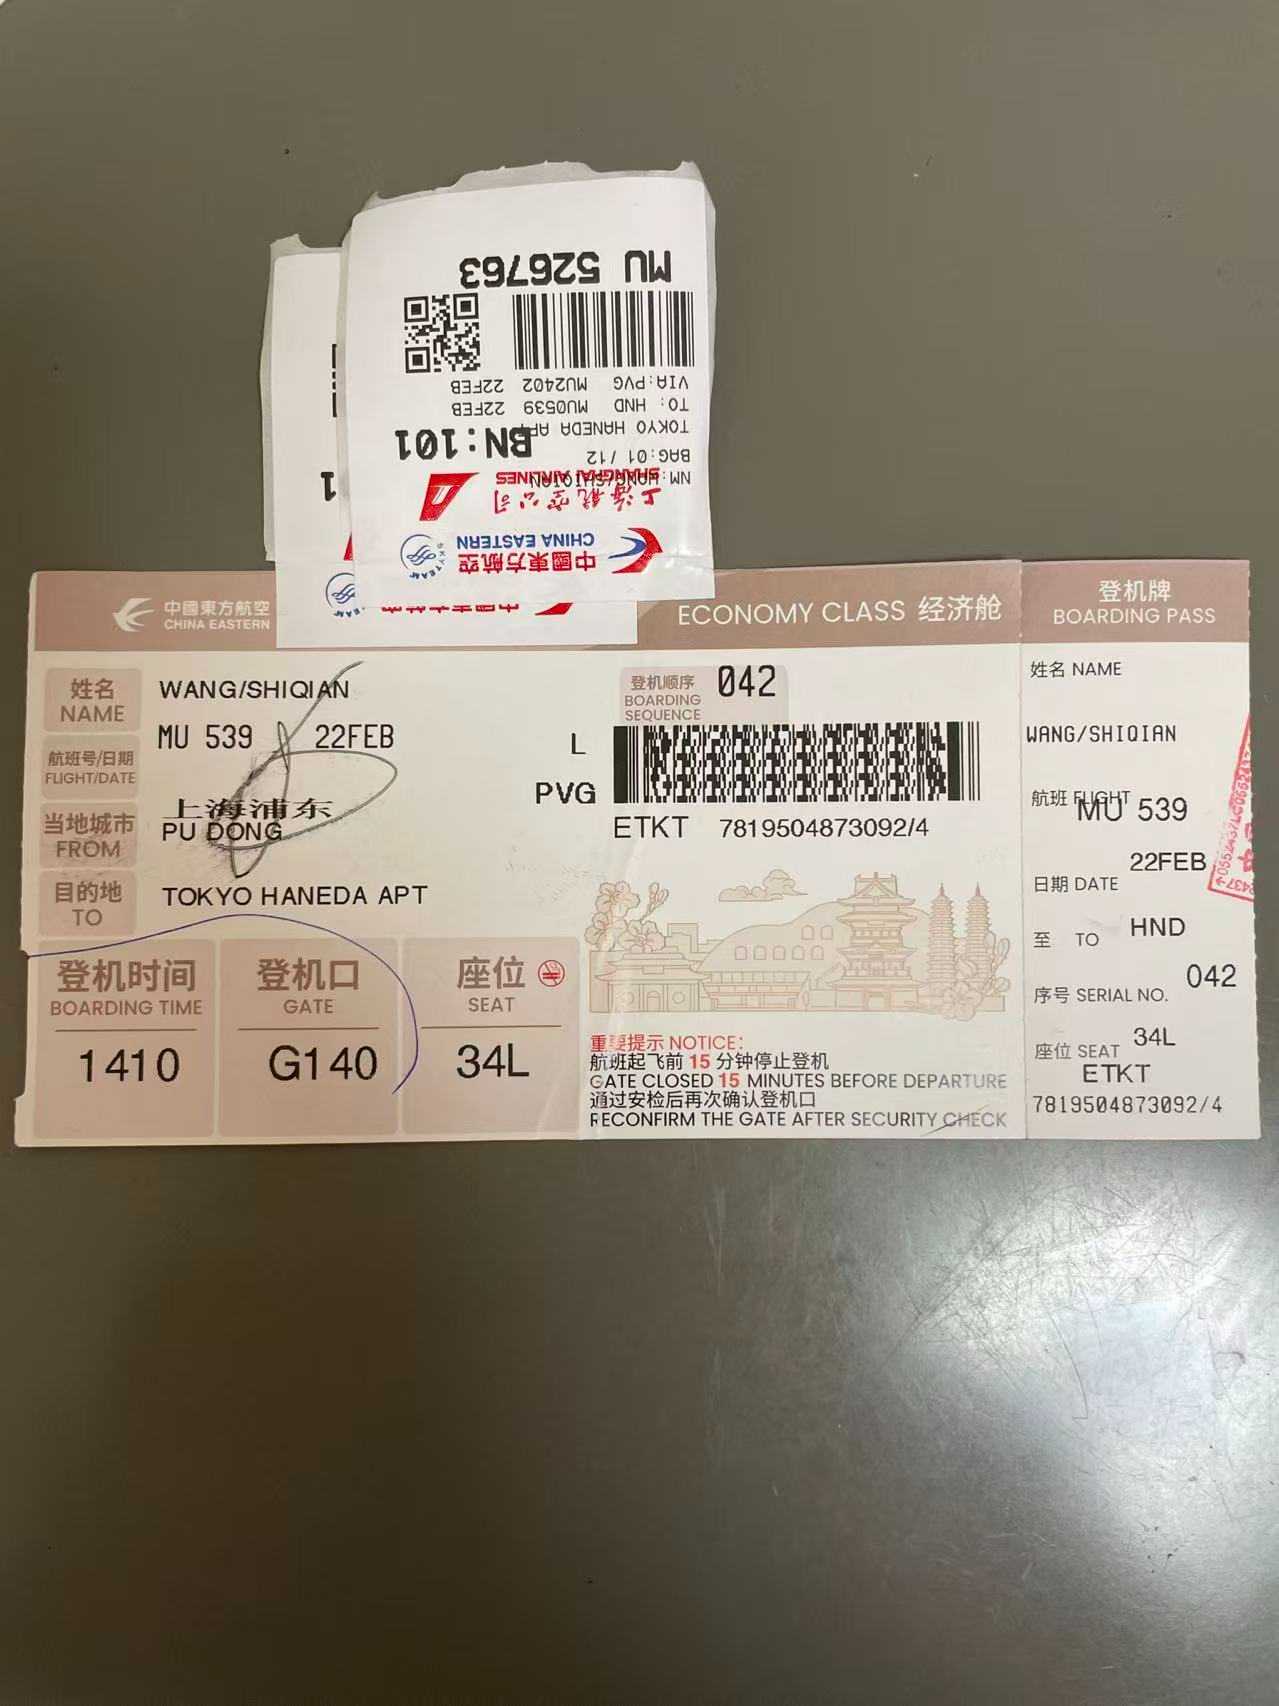 MU 526763
VIA:PVG MU2402 22FEB
TO: HND MU0539 22FEB
TOKYO HANEDA APT
BN:101
BAG:01 /12
NM:WANG/SHIQIAN
上海航空公司
SHANGHAI AIRLINES
中國東方航空
CHINA EASTERN
SKYTEAM
中國東方航空
CHINA EASTERN
ECONOMY CLASS 经济舱
姓名
NAME
WANG/SHIQIAN
航班号/日期
FLIGHT/DATE
MU 539 22FEB
当地城市
FROM
上海浦东
PU DONG
目的地
TO
TOKYO HANEDA APT
登机顺序
BOARDING
SEQUENCE
042
L
PVG
ETKT 7819504873092/4
登机时间
BOARDING TIME
1410
登机口
GATE
G140
座位
SEAT
34L
重要提示 NOTICE:
航班起飞前 15 分钟停止登机
GATE CLOSED 15 MINUTES BEFORE DEPARTURE
通过安检后再次确认登机口
RECONFIRM THE GATE AFTER SECURITY CHECK
登机牌
BOARDING PASS
姓名 NAME
WANG/SHIQIAN
航班 FLIGHT
MU 539
22FEB
日期 DATE
HND
至 TO
042
序号 SERIAL NO.
34L
座位 SEAT
ETKT
7819504873092/4